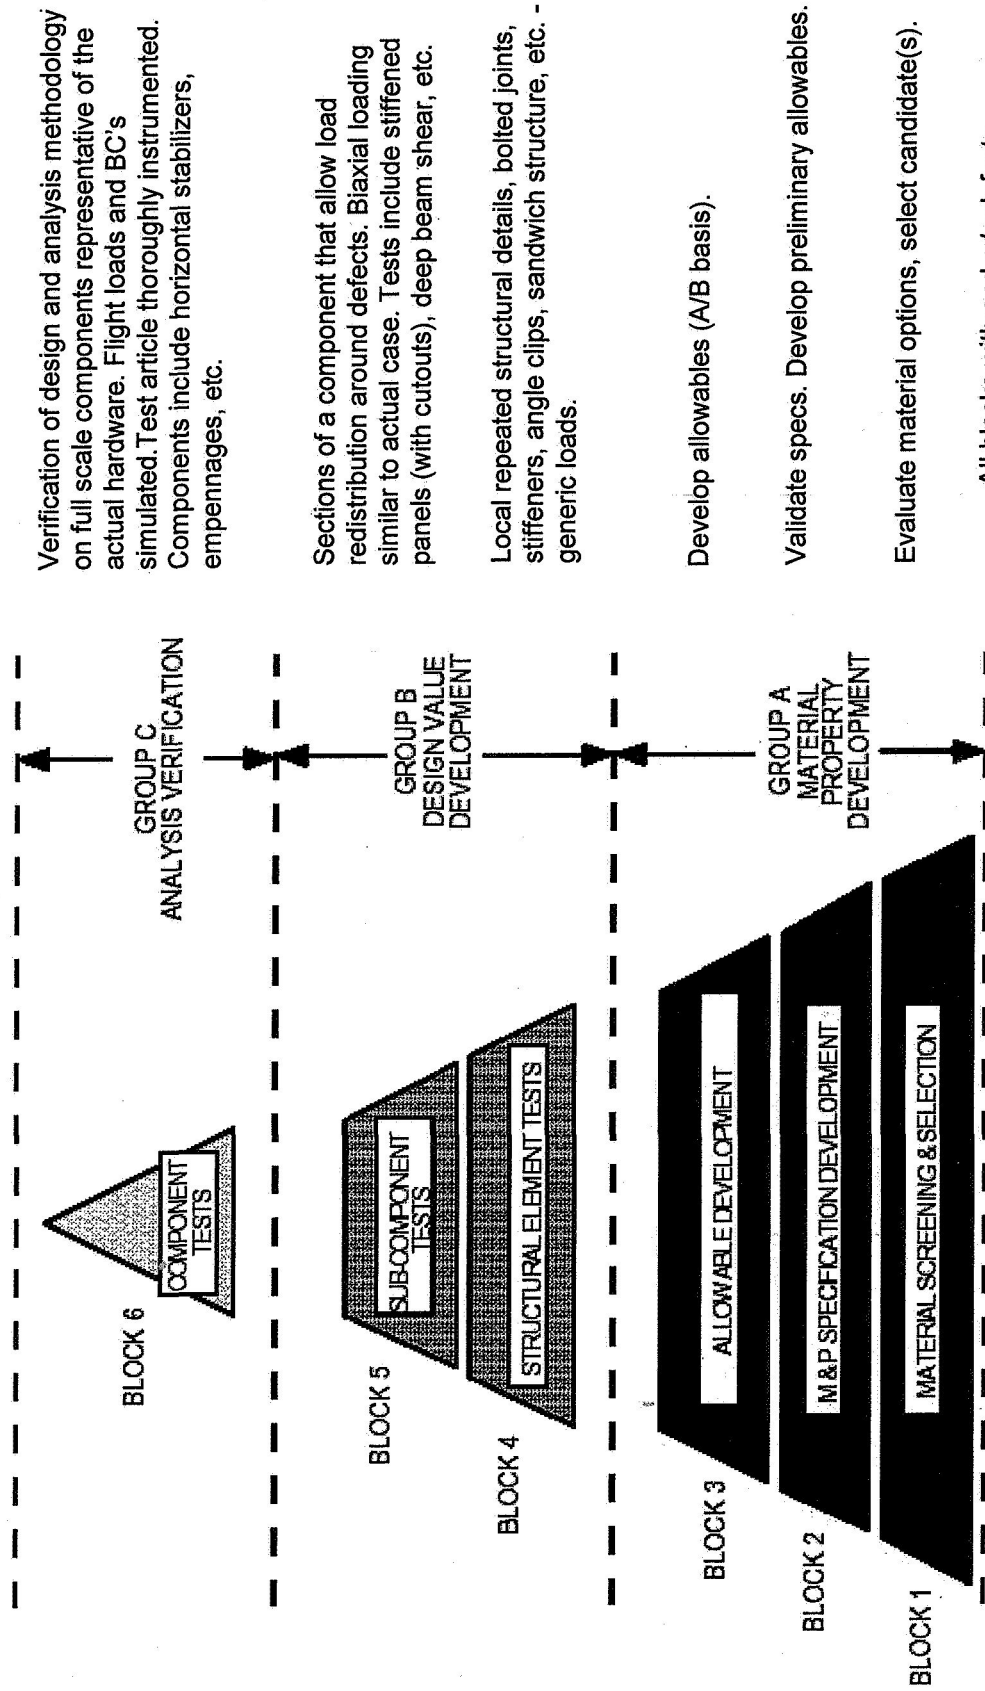 BLOCK 6
COMPONENT
TESTS
GROUP C
ANALYSIS VERIFICATION
Verification of design and analysis methodology
on full scale components representative of the
actual hardware. Flight loads and BC's
simulated.Test article thoroughly instrumented.
Components include horizontal stabilizers,
empennages, etc.
BLOCK 5
SUB-COMPONENT
TESTS
BLOCK 4
STRUCTURAL ELEMENT TESTS
GROUP B
DESIGN VALUE
DEVELOPMENT
Sections of a component that allow load
redistribution around defects. Biaxial loading
similar to actual case. Tests include stiffened
panels (with cutouts), deep beam shear, etc.
Local repeated structural details, bolted joints,
stiffeners, angle clips, sandwich structure, etc. -
generic loads.
BLOCK 3
ALLOWABLE DEVELOPMENT
BLOCK 2
M & P SPECIFICATION DEVELOPMENT
BLOCK 1
MATERIAL SCREENING & SELECTION
GROUP A
MATERIAL
PROPERTY
DEVELOPMENT
Develop allowables (A/B basis).
Validate specs. Develop preliminary allowables.
Evaluate material options, select candidate(s).